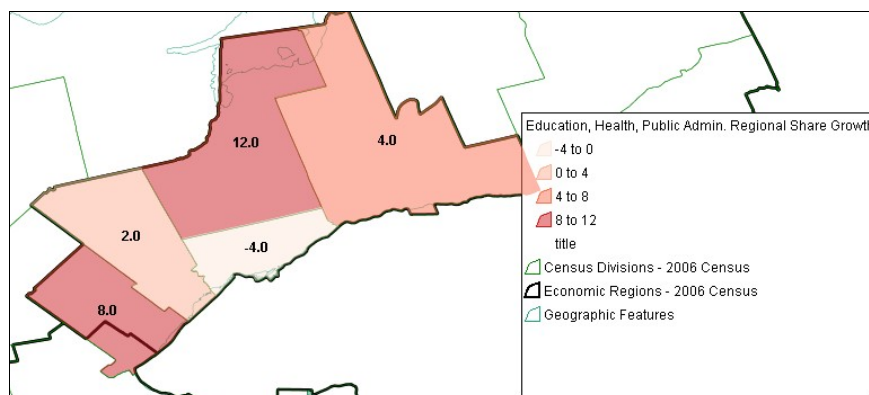 12.0
4.0
2.0
-4.0
8.0
Education, Health, Public Admin. Regional Share Growth
-4 to 0
0 to 4
4 to 8
8 to 12
title
Census Divisions - 2006 Census
Economic Regions - 2006 Census
Geographic Features